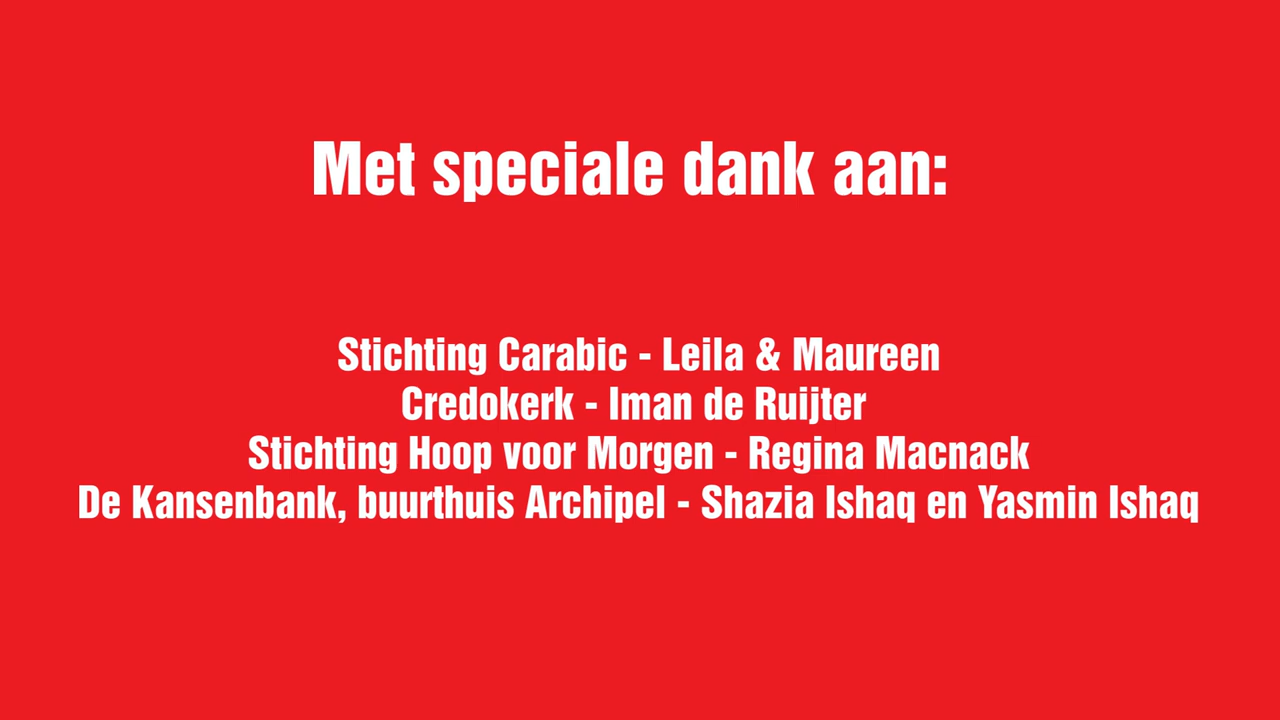 Met speciale dank aan:
Stichting Carabic - Leila & Maureen
Credokerk - Iman de Ruijter
Stichting Hoop voor Morgen - Regina Macnack
De Kansenbank, buurthuis Archipel - Shazia Ishaq en Yasmin Ishaq